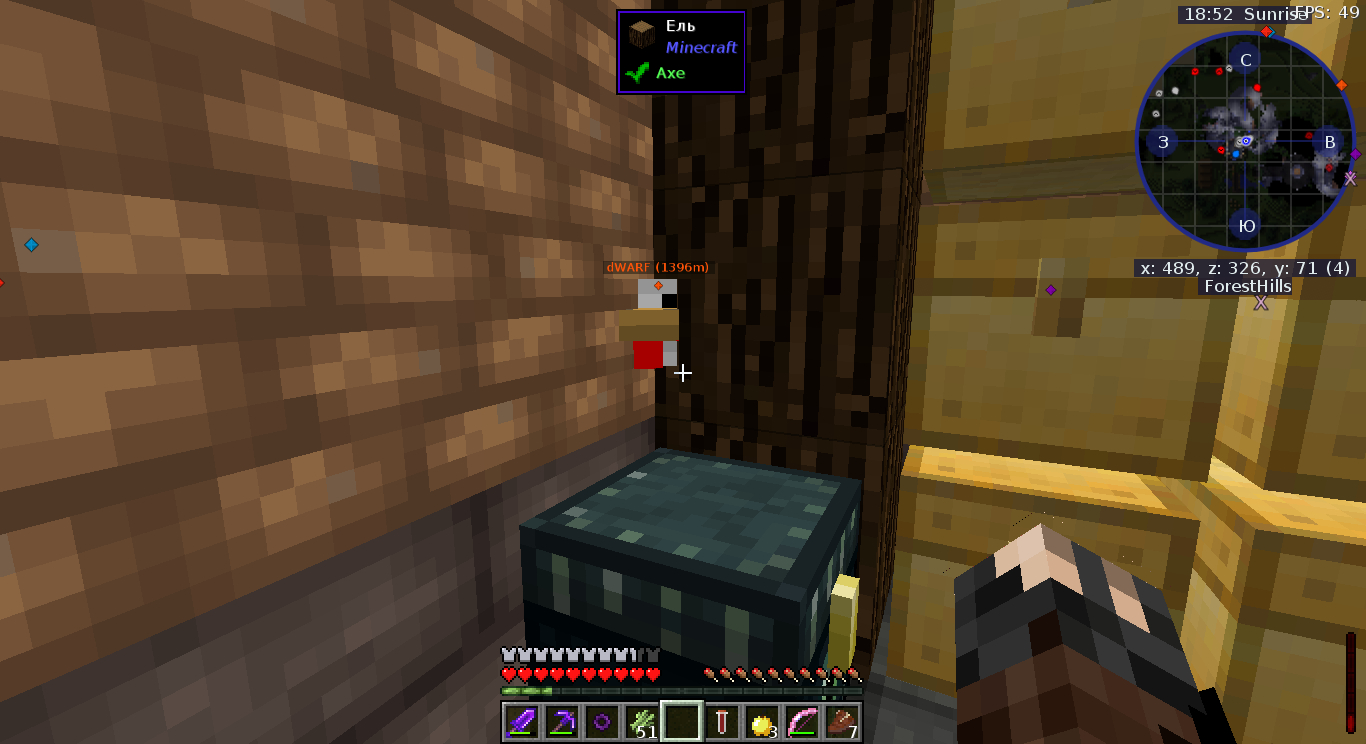 Ель
Minecraft
Axe
18:52 Sunrise
FPS: 49
С
З
В
Ю
x: 489, z: 326, y: 71 (4)
ForestHills
dWARF (1396m)
51
3
7